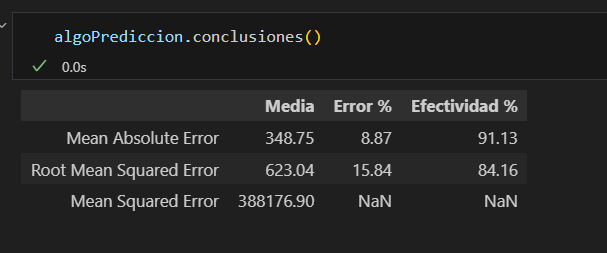 algoPrediccion.conclusiones()
0.0s
Media Error % Efectividad %
Mean Absolute Error 348.75 8.87 91.13
Root Mean Squared Error 623.04 15.84 84.16
Mean Squared Error 388176.90 NaN NaN